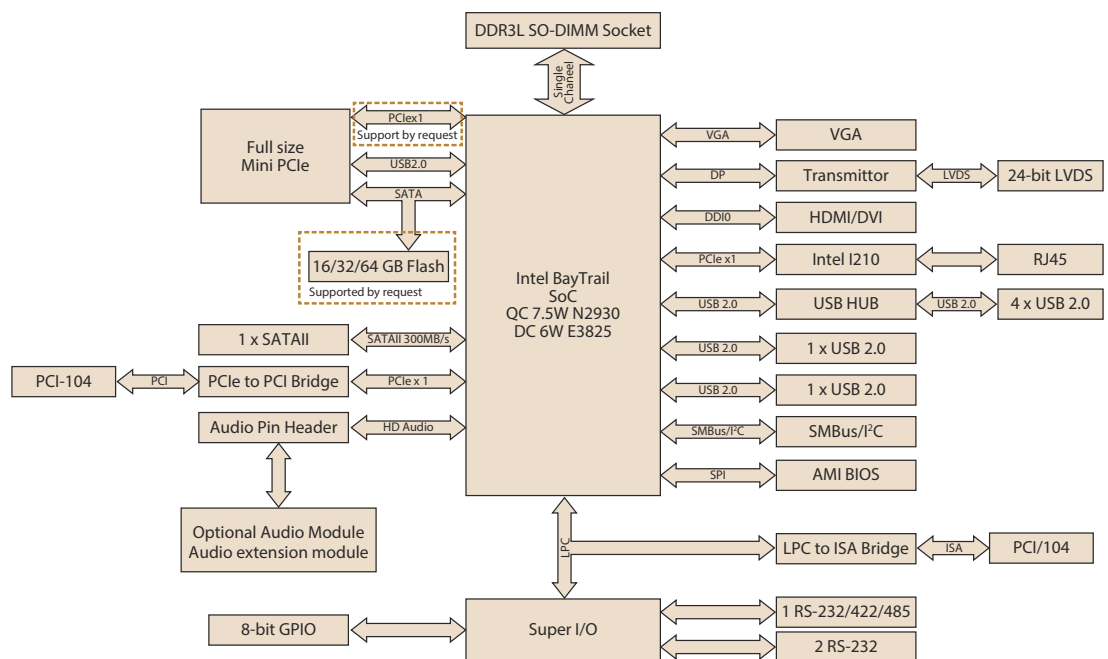 DDR3L SO-DIMM Socket
Single
Channel
Full size
Mini PCIe
PCIex1
Support by request
USB2.0
SATA
16/32/64 GB Flash
Supported by request
Intel BayTrail
SoC
QC 7.5W N2930
DC 6W E3825
VGA
VGA
DP
Transmittor
LVDS
24-bit LVDS
DDI0
HDMI/DVI
PCIe x1
Intel I210
RJ45
USB 2.0
USB HUB
USB 2.0
4 x USB 2.0
USB 2.0
1 x USB 2.0
USB 2.0
1 x USB 2.0
SMBus/I²C
SMBus/I²C
SPI
AMI BIOS
1 x SATAII
SATAII 300MB/s
PCI-104
PCI
PCIe to PCI Bridge
PCIe x 1
Audio Pin Header
HD Audio
Optional Audio Module
Audio extension module
LPC
LPC to ISA Bridge
ISA
PCI/104
8-bit GPIO
Super I/O
1 RS-232/422/485
2 RS-232